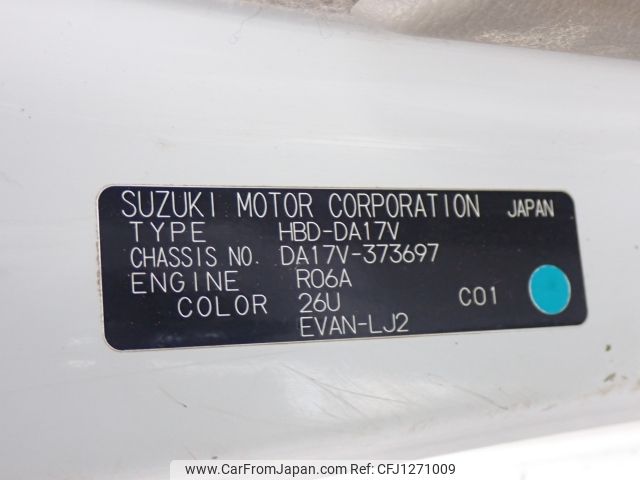 SUZUKI MOTOR CORPORATION JAPAN
TYPE HBD-DA17V
CHASSIS NO. DA17V-373697
ENGINE R06A
COLOR 26U C01
EVAN-LJ2
www.CarFromJapan.com CFJ1271009